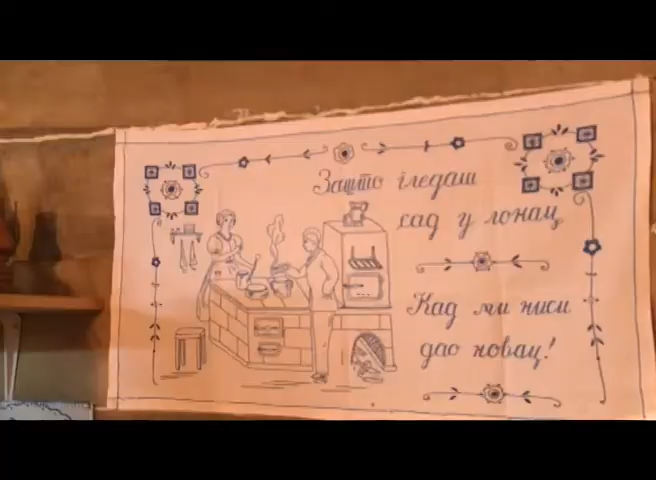 Зашто гледаш
сад у лонац
Кад ми ниси
дао новац!